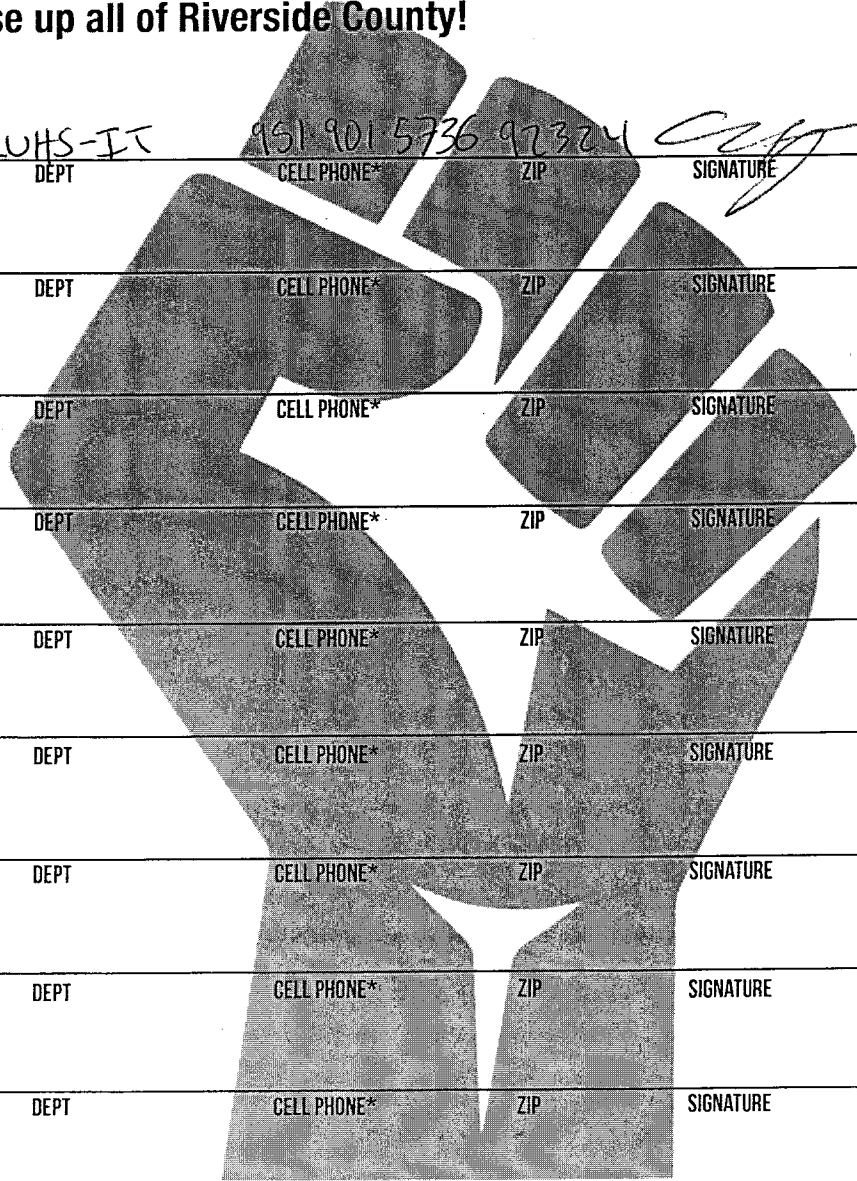 se up all of Riverside County!
UHS-IT 951-901-5736 92324
DEPT CELL PHONE* ZIP SIGNATURE
DEPT CELL PHONE* ZIP SIGNATURE
DEPT CELL PHONE* ZIP SIGNATURE
DEPT CELL PHONE* ZIP SIGNATURE
DEPT CELL PHONE* ZIP SIGNATURE
DEPT CELL PHONE* ZIP SIGNATURE
DEPT CELL PHONE* ZIP SIGNATURE
DEPT CELL PHONE* ZIP SIGNATURE
DEPT CELL PHONE* ZIP SIGNATURE